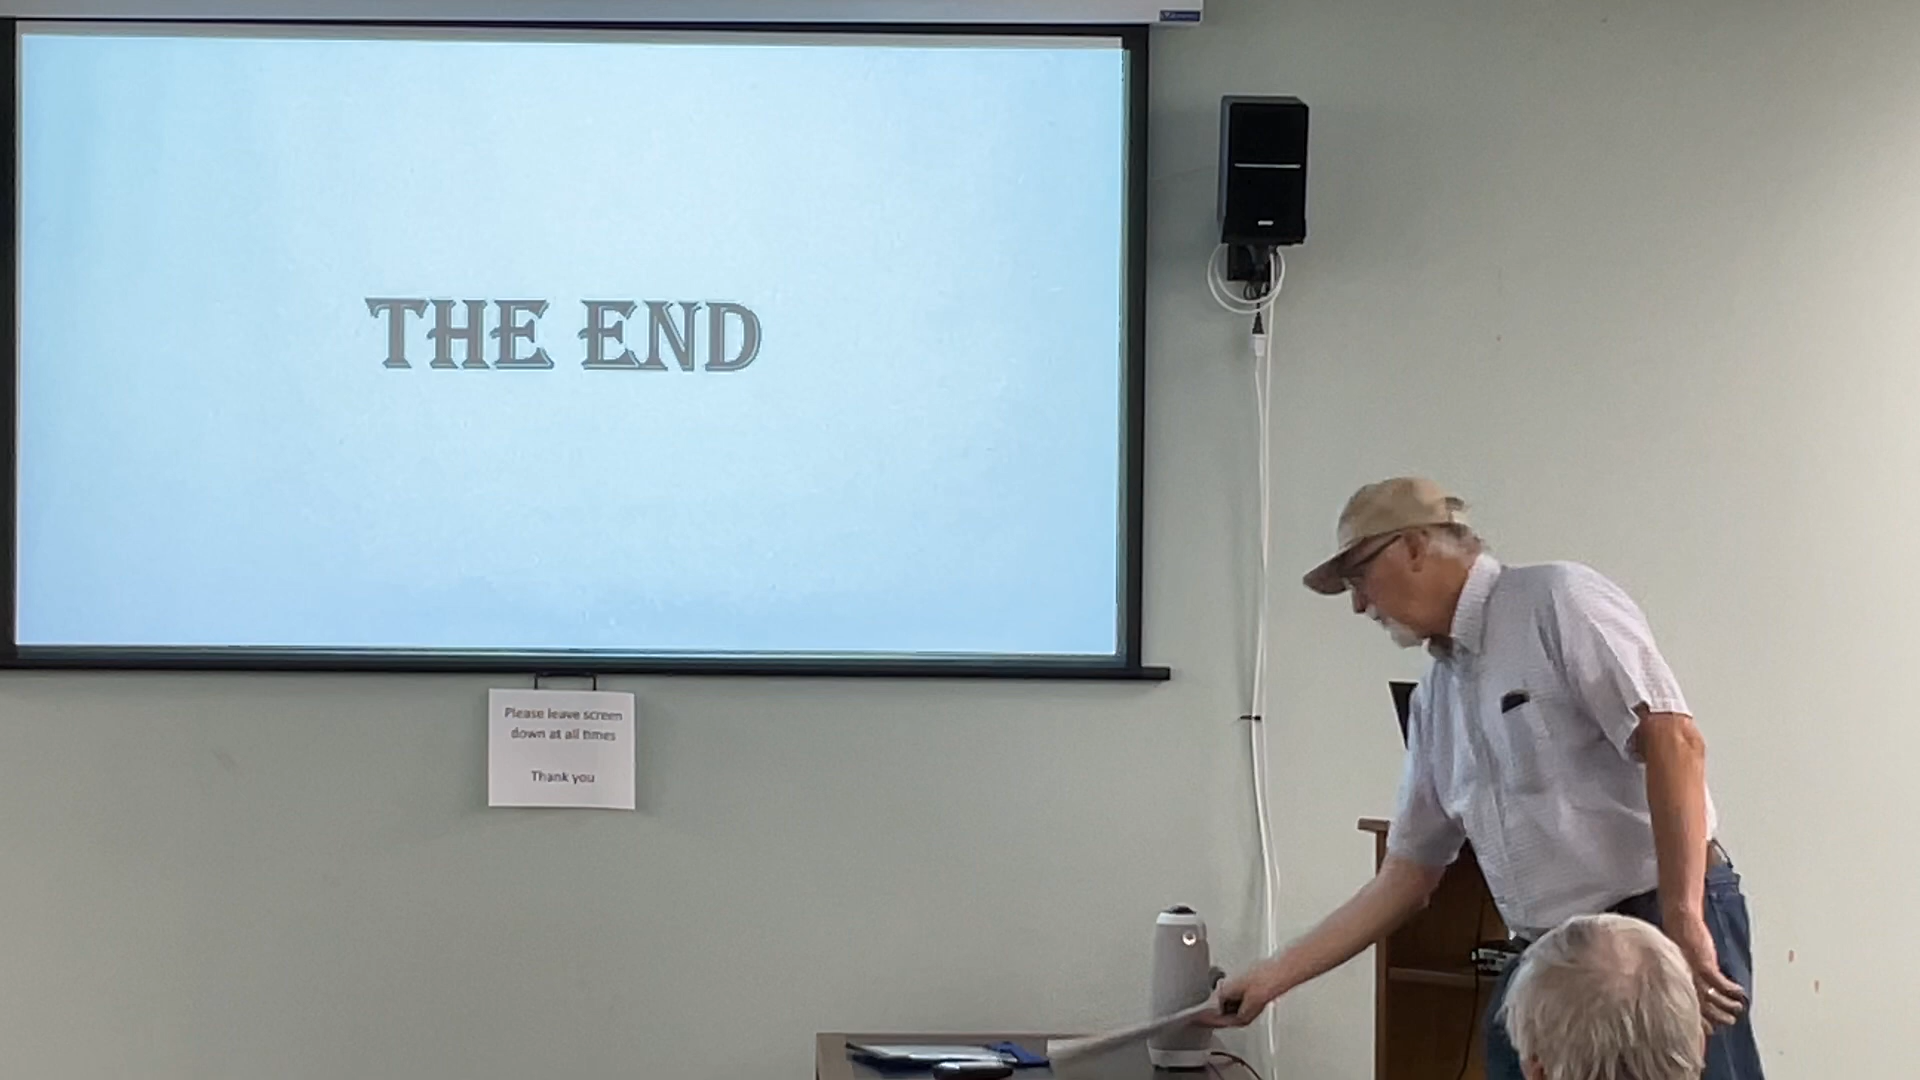 THE END
Please leave screen
down at all times
Thank you